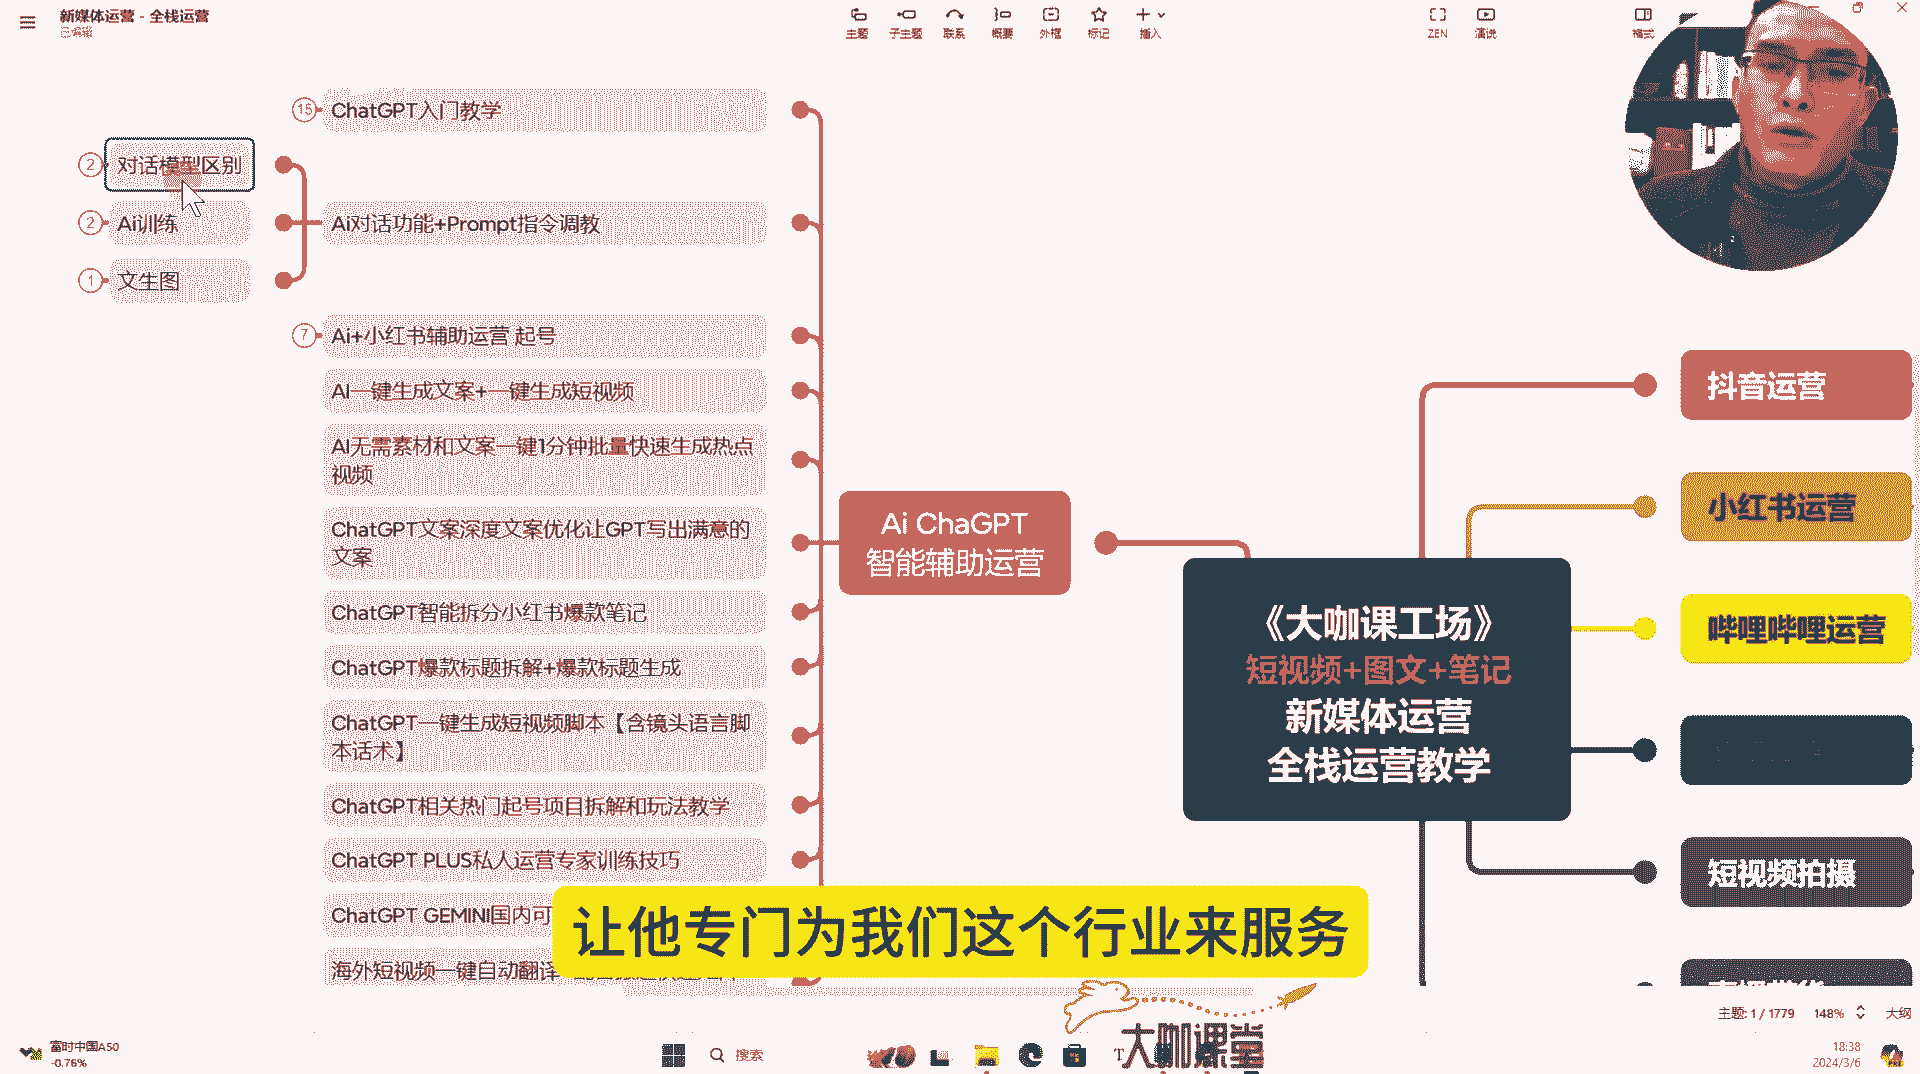 新媒体运营 - 全栈运营
已编辑
主题
子主题
联系
概要
外框
标记
插入
ZEN
演说
格式
15
ChatGPT入门教学
2
对话模型区别
2
Ai训练
1
文生图
Ai对话功能+Prompt指令调教
7
Ai+小红书辅助运营 起号
AI一键生成文案+一键生成短视频
AI无需素材和文案一键1分钟批量快速生成热点
视频
ChatGPT文案深度文案优化让GPT写出满意的
文案
ChatGPT智能拆分小红书爆款笔记
ChatGPT爆款标题拆解+爆款标题生成
ChatGPT一键生成短视频脚本【含镜头语言脚
本话术】
ChatGPT相关热门起号项目拆解和玩法教学
ChatGPT PLUS私人运营专家训练技巧
ChatGPT GEMINI国内可
海外短视频一键自动翻译
Ai ChaGPT
智能辅助运营
《大咖课工场》
短视频+图文+笔记
新媒体运营
全栈运营教学
抖音运营
小红书运营
哔哩哔哩运营
短视频拍摄
让他专门为我们这个行业来服务
大咖课堂
主题: 1 / 1779
148%
大纲
富时中国A50
-0.76%
搜索
18:38
2024/3/6